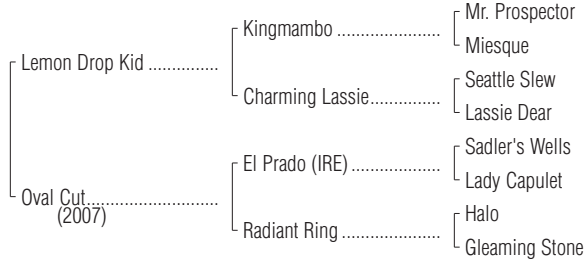 Mr. Prospector
Kingmambo ....................
Miesque
Lemon Drop Kid ..............
Seattle Slew
Charming Lassie..............
Lassie Dear
Sadler's Wells
El Prado (IRE) .................
Lady Capulet
Oval Cut..........................
(2007)
Halo
Radiant Ring ...................
Gleaming Stone